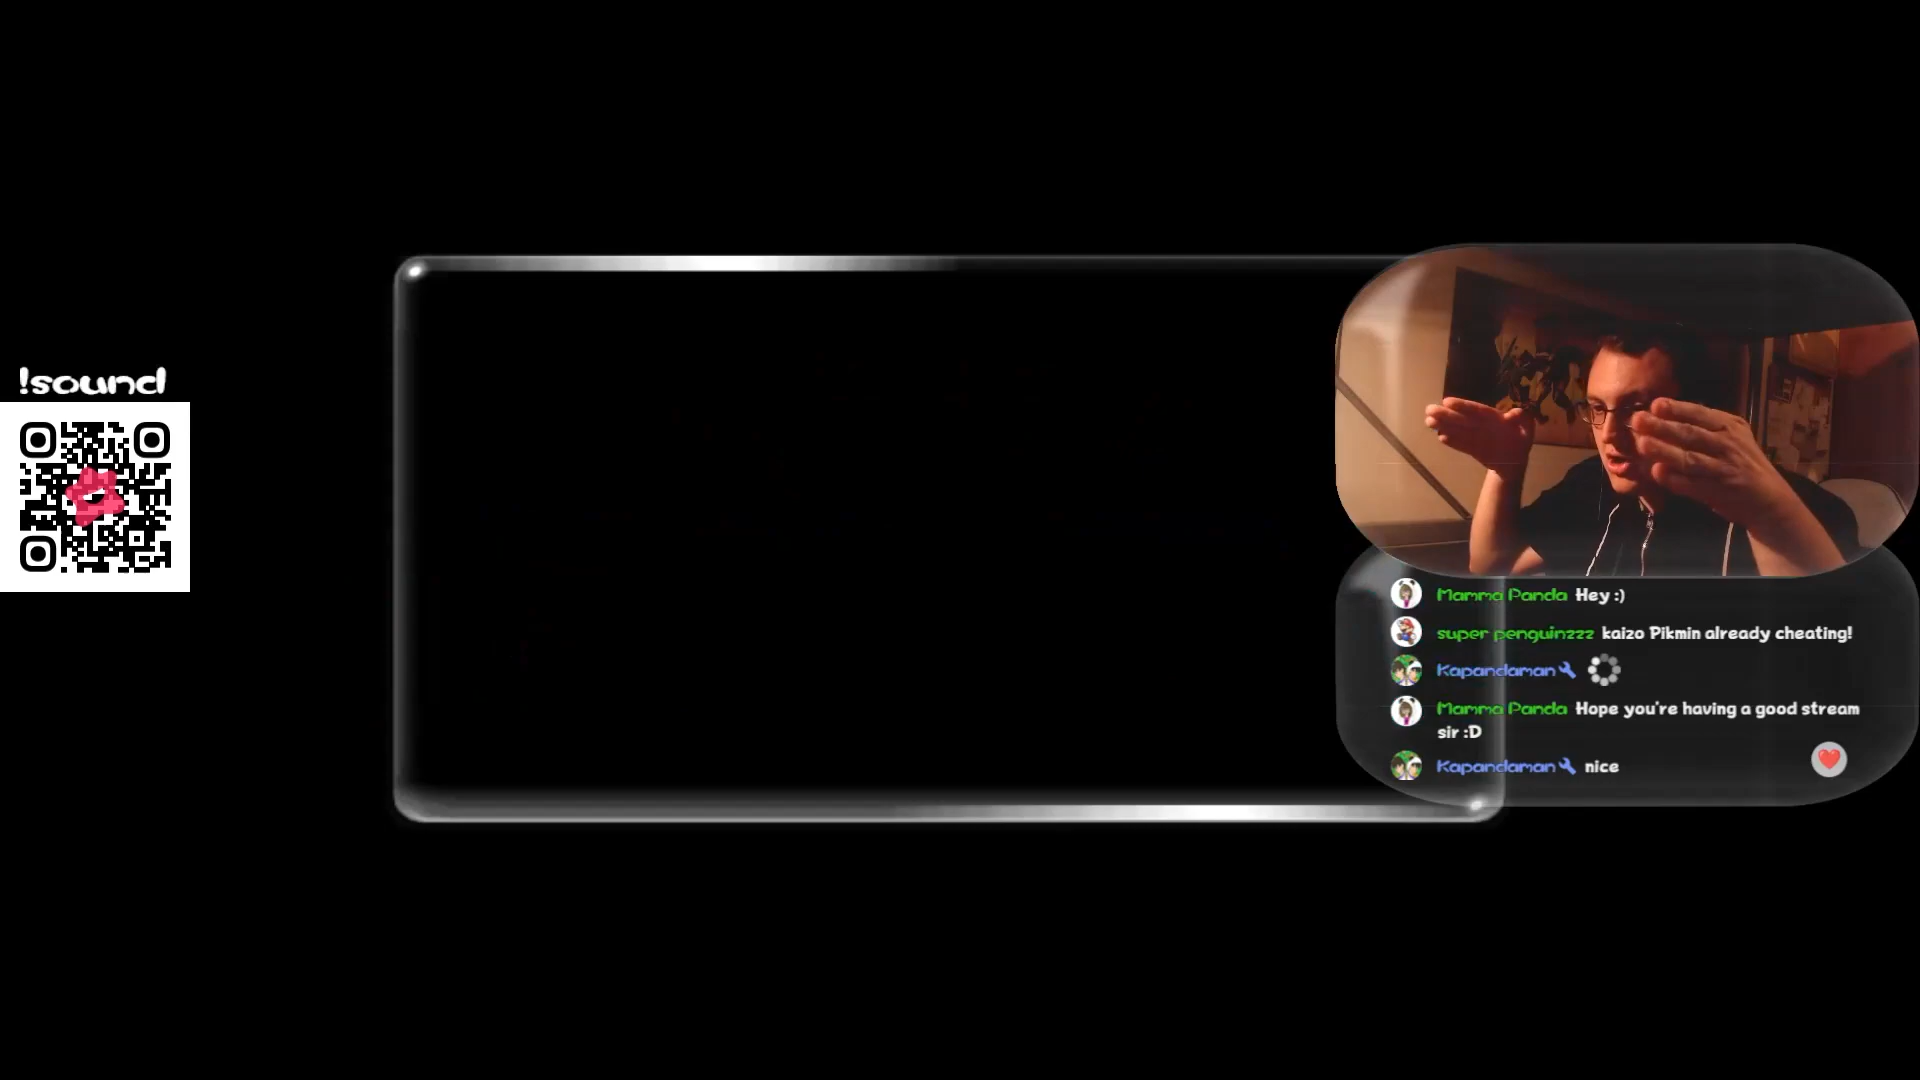 !sound
Mamma Panda Hey :)
super penguinzzz kaizo Pikmin already cheating!
Kapandaman
Mamma Panda Hope you're having a good stream
sir :D
Kapandaman nice